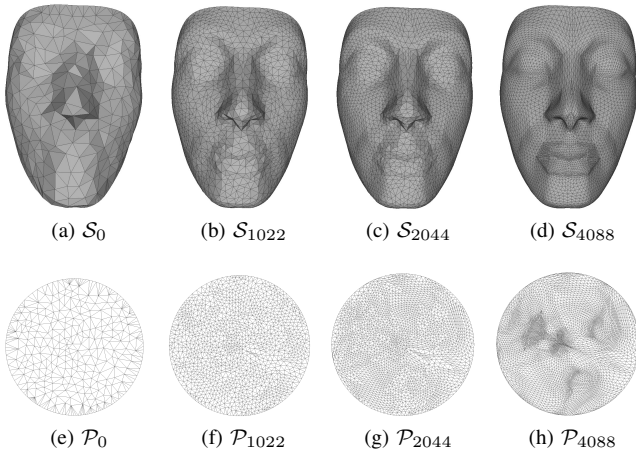 (a) 𝒮₀ (b) 𝒮₁₀₂₂ (c) 𝒮₂₀₄₄ (d) 𝒮₄₀₈₈
(e) 𝒫₀ (f) 𝒫₁₀₂₂ (g) 𝒫₂₀₄₄ (h) 𝒫₄₀₈₈